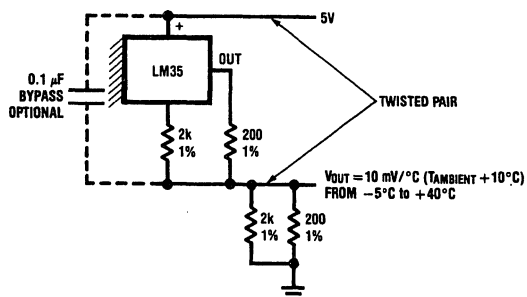 5V
+
OUT
LM35
0.1 µF
BYPASS
OPTIONAL
TWISTED PAIR
2k
1%
200
1%
VOUT = 10 mV/°C (TAMBIENT + 10°C)
FROM −5°C to +40°C
2k
1%
200
1%